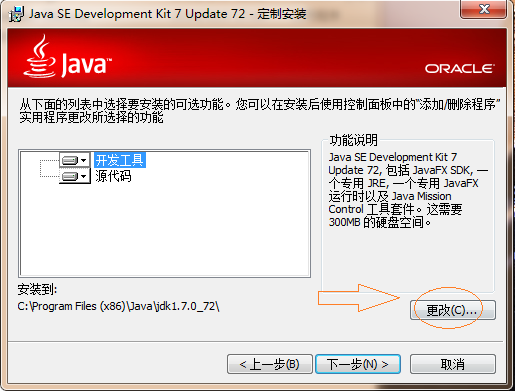 Java SE Development Kit 7 Update 72 - 定制安装
Java™
ORACLE
从下面的列表中选择要安装的可选功能。您可以在安装后使用控制面板中的"添加/删除程序"
实用程序更改所选择的功能
开发工具
源代码
功能说明
Java SE Development Kit 7
Update 72, 包括 JavaFX SDK, 一
个专用 JRE, 一个专用 JavaFX
运行时以及 Java Mission
Control 工具套件。这需要
300MB 的硬盘空间。
安装到:
C:\Program Files (x86)\Java\jdk1.7.0_72\
更改(C)...
< 上一步(B)
下一步(N) >
取消